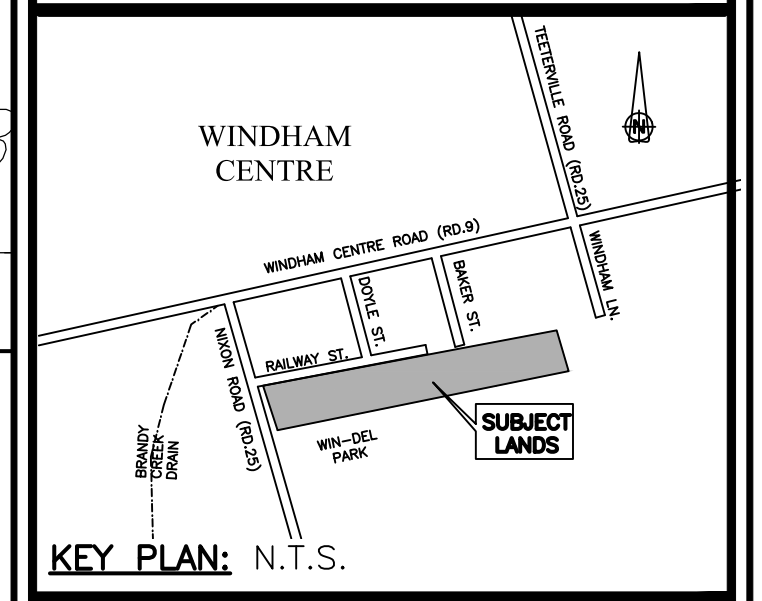 TEETERVILLE ROAD (RD.25)
N
WINDHAM
CENTRE
WINDHAM CENTRE ROAD (RD.9)
WINDHAM LN.
BAKER ST.
DOYLE ST.
NIXON ROAD (RD.25)
RAILWAY ST.
SUBJECT
LANDS
WIN-DEL
PARK
BRANDY
CREEK
DRAIN
KEY PLAN: N.T.S.